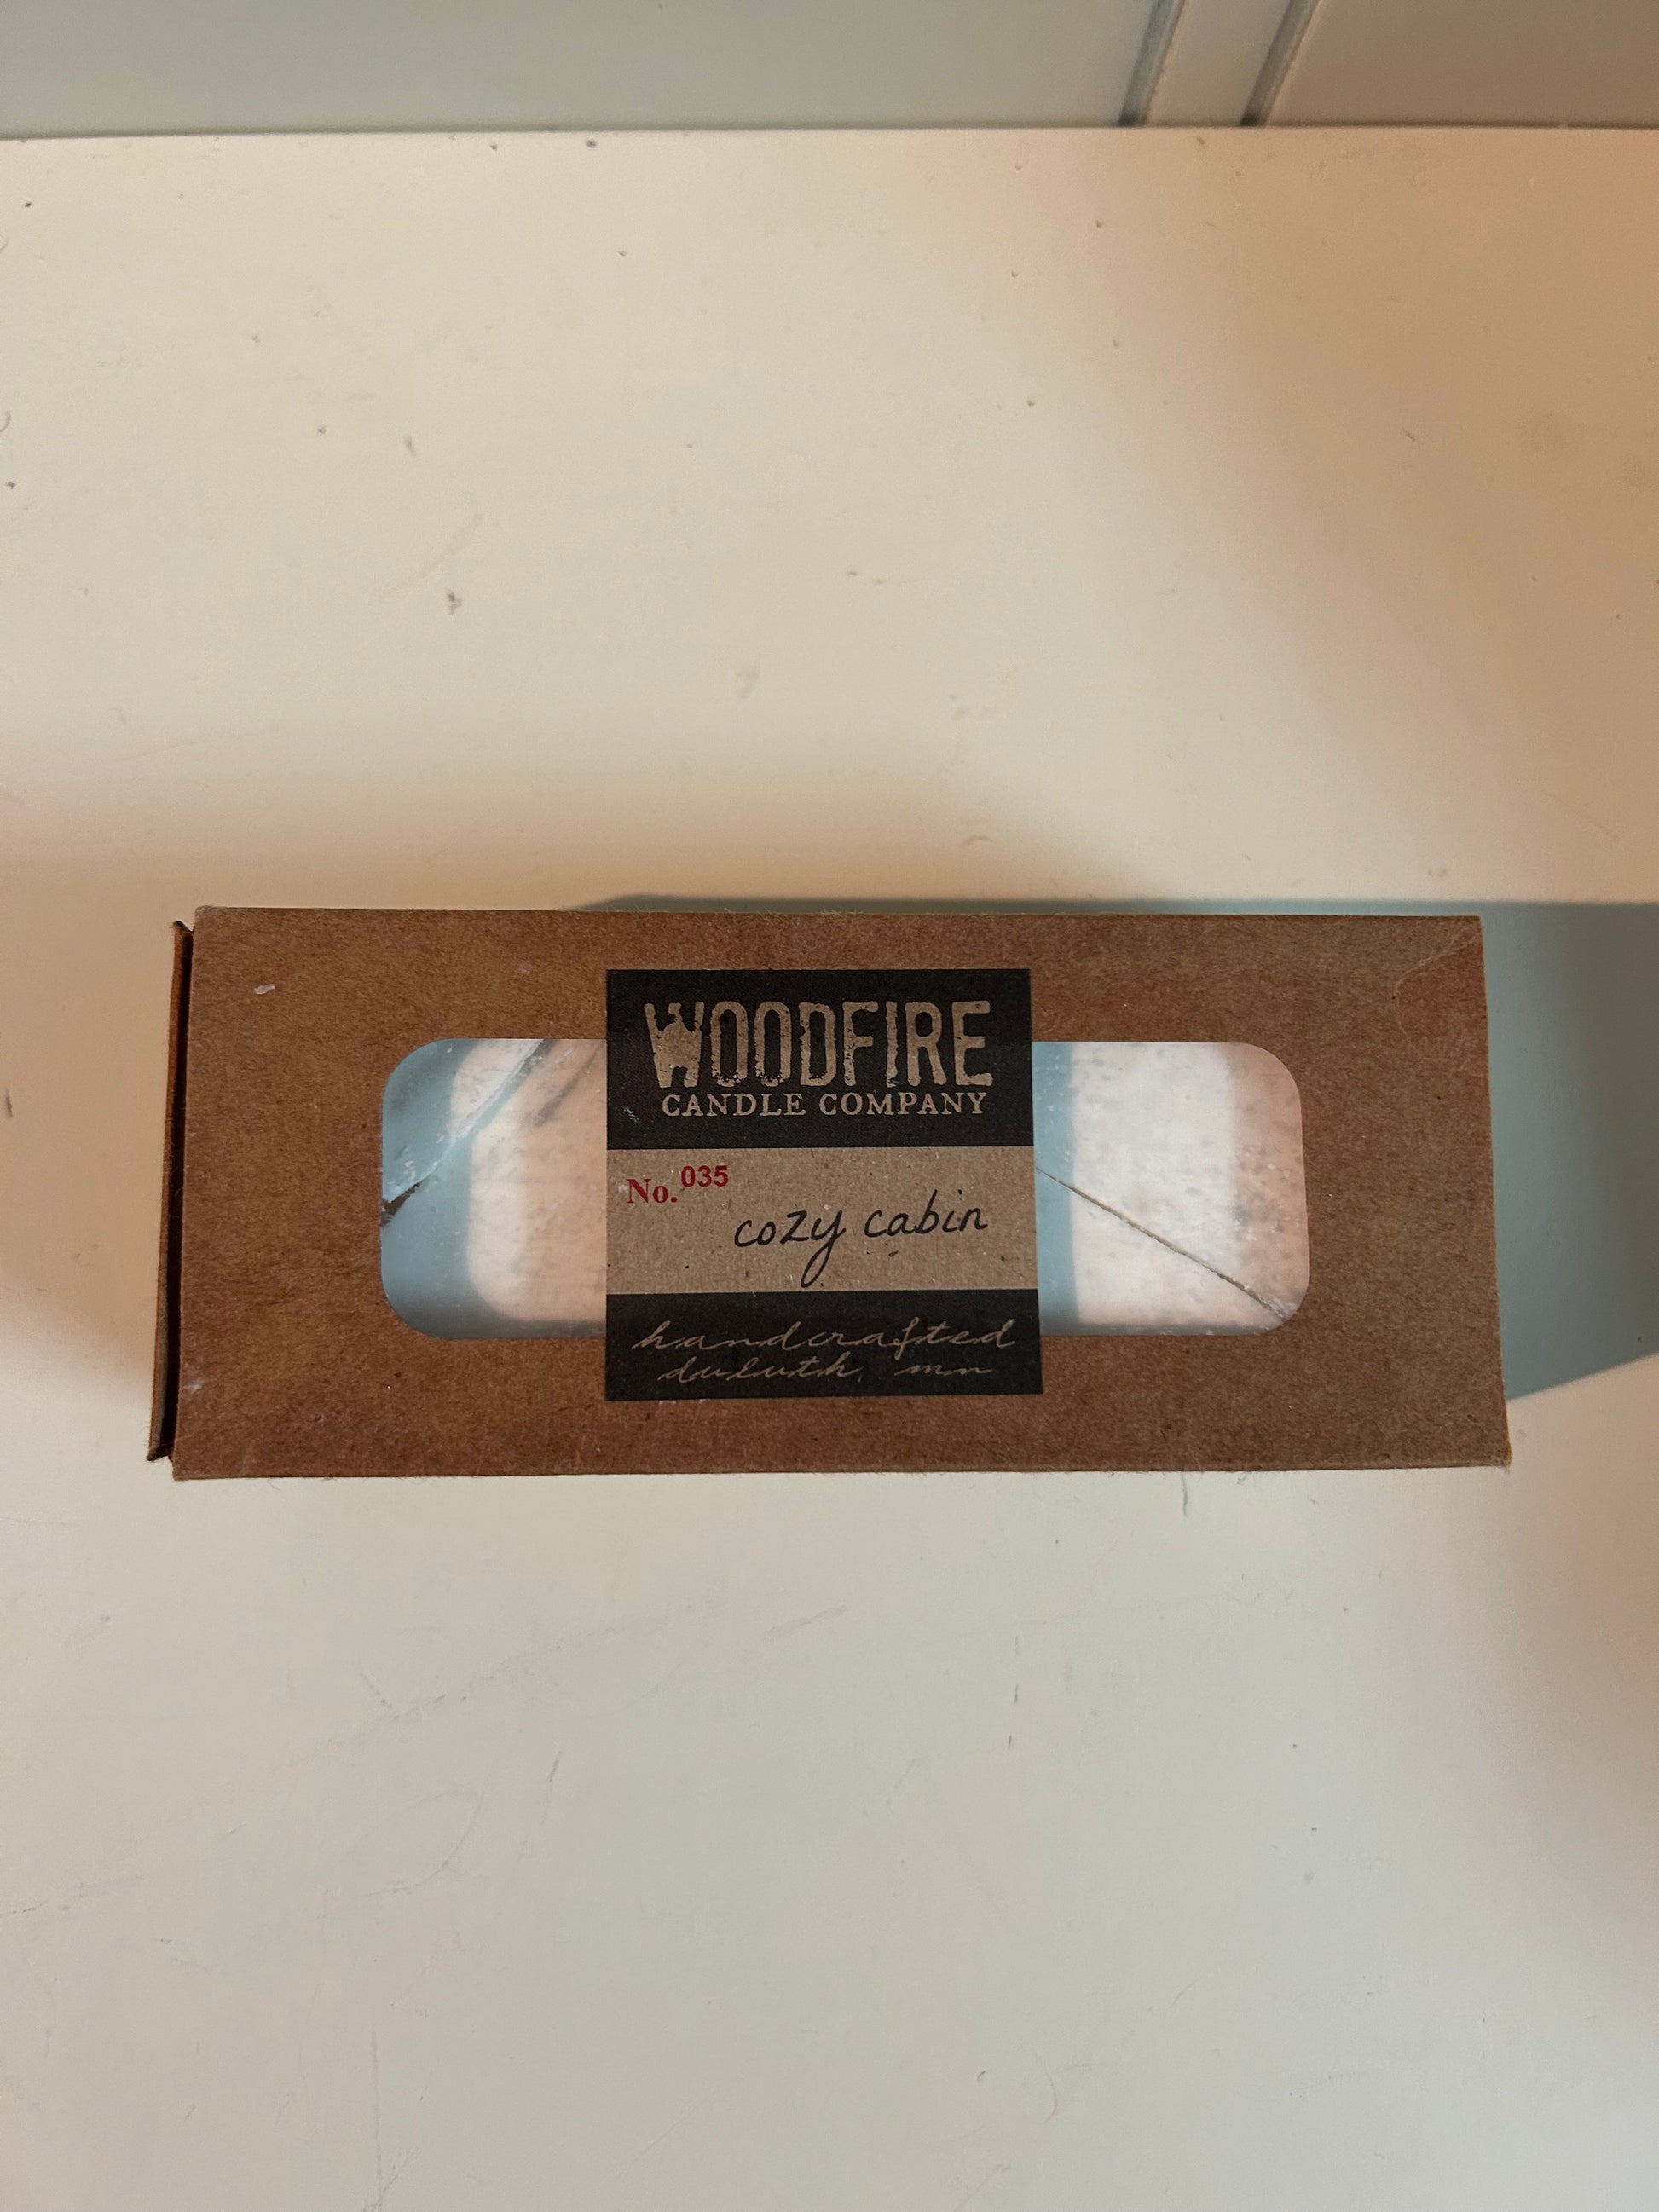 WOODFIRE
CANDLE COMPANY
No. 035
cozy cabin
handcrafted
duluth, mn